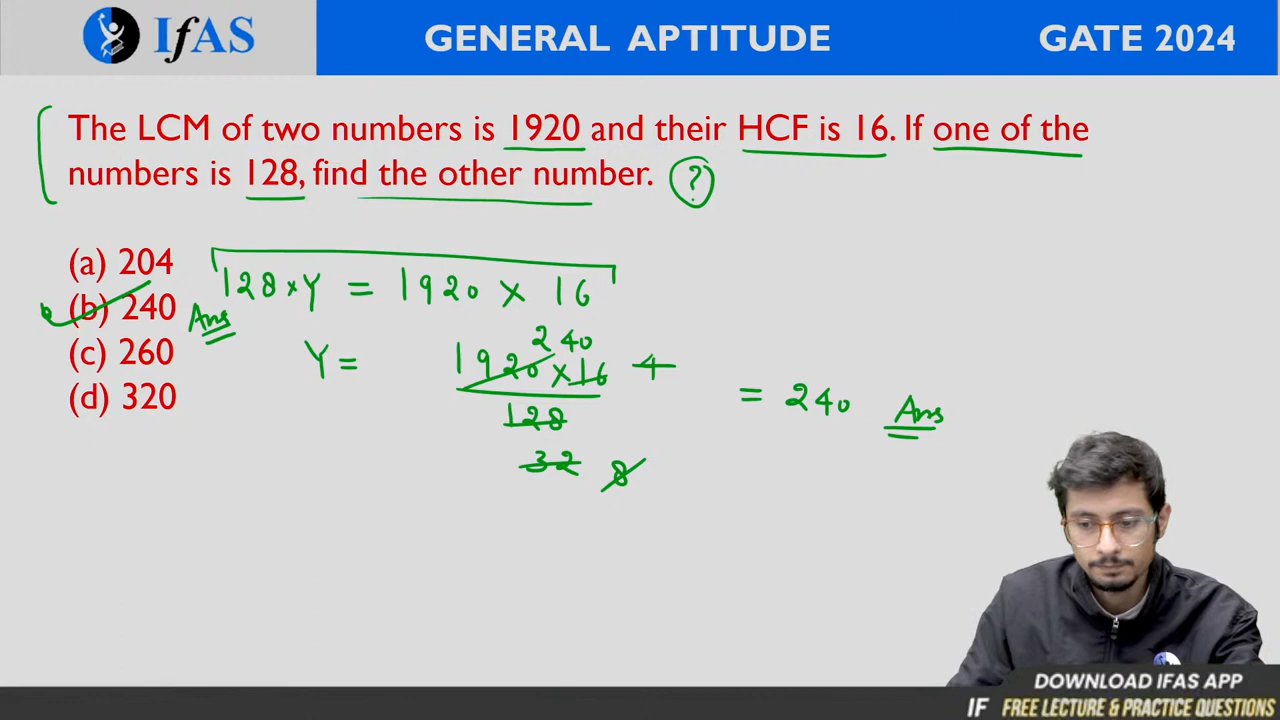 IfAS
GENERAL APTITUDE
GATE 2024
The LCM of two numbers is 1920 and their HCF is 16. If one of the
numbers is 128, find the other number. ?
(a) 204
(b) 240 Ans
(c) 260
(d) 320
128 × Y = 1920 × 16
240
Y = 1920 × 16 4
128
32 8
= 240 Ans
DOWNLOAD IFAS APP
IF FREE LECTURE & PRACTICE QUESTIONS